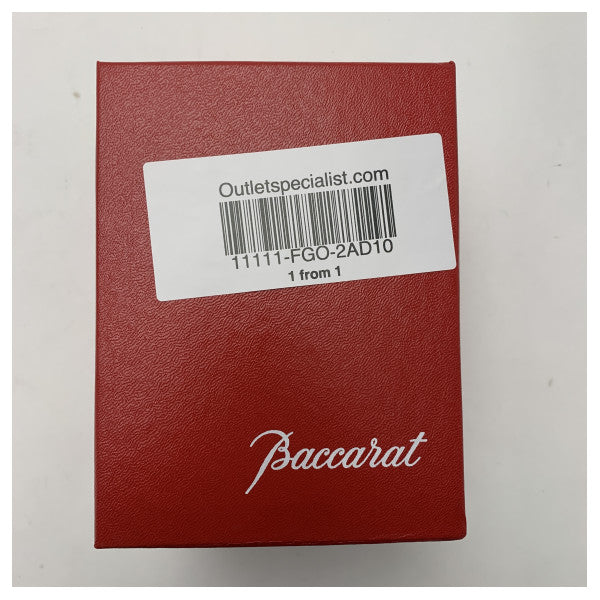 Outletspecialist.com
11111-FGO-2AD10
1 from 1
Baccarat